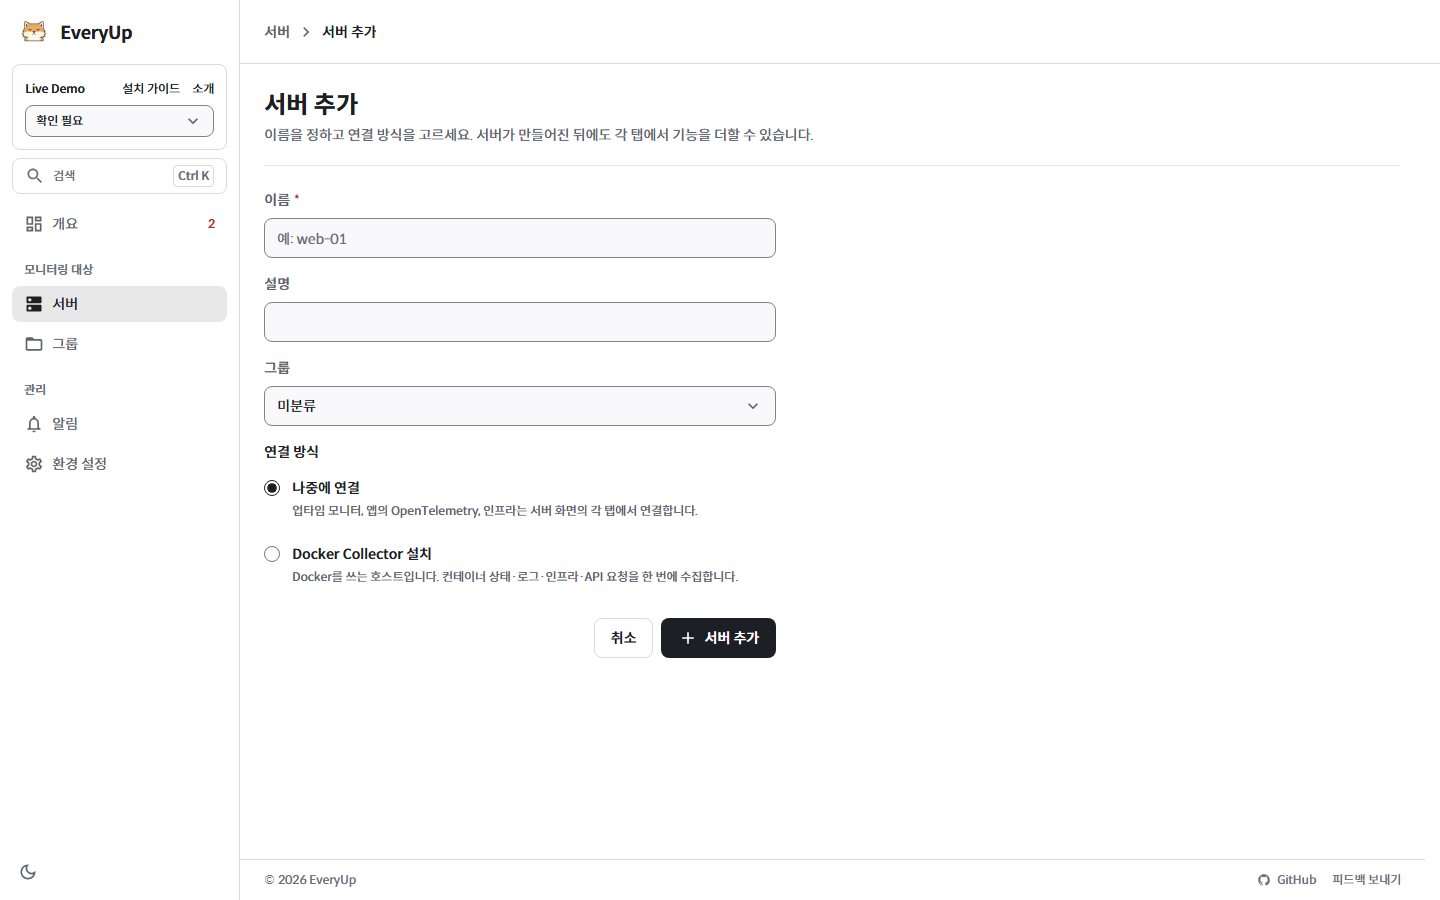 EveryUp
Live Demo 설치 가이드 소개
확인 필요
검색 Ctrl K
개요 2
모니터링 대상
서버
그룹
관리
알림
환경 설정
서버 > 서버 추가
서버 추가
이름을 정하고 연결 방식을 고르세요. 서버가 만들어진 뒤에도 각 탭에서 기능을 더할 수 있습니다.
이름 *
예: web-01
설명
그룹
미분류
연결 방식
나중에 연결
업타임 모니터, 앱의 OpenTelemetry, 인프라는 서버 화면의 각 탭에서 연결합니다.
Docker Collector 설치
Docker를 쓰는 호스트입니다. 컨테이너 상태·로그·인프라·API 요청을 한 번에 수집합니다.
취소 + 서버 추가
© 2026 EveryUp GitHub 피드백 보내기